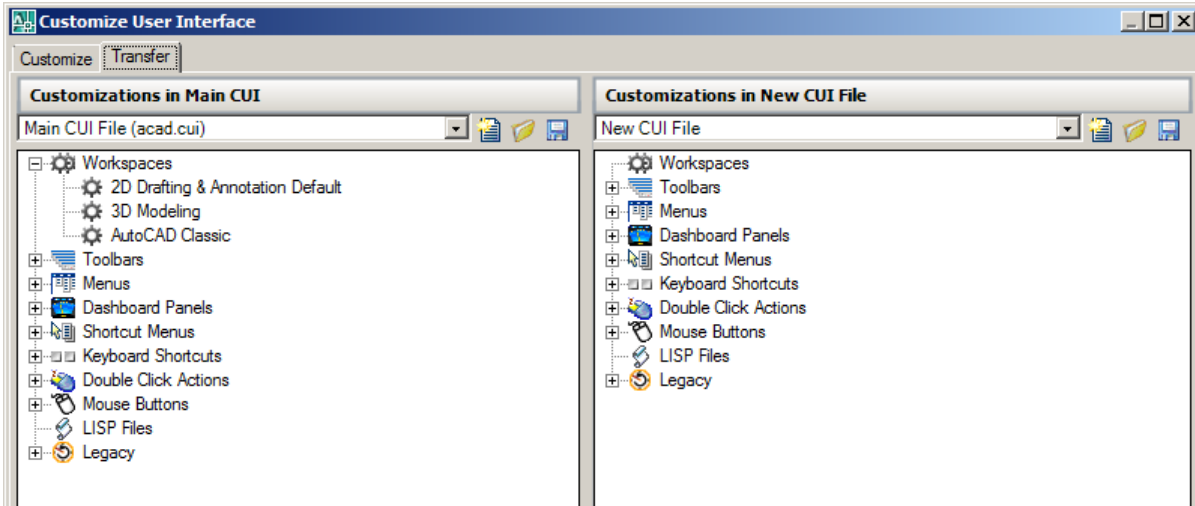 Customize User Interface
Customize Transfer
Customizations in Main CUI
Main CUI File (acad.cui)
Workspaces
2D Drafting & Annotation Default
3D Modeling
AutoCAD Classic
Toolbars
Menus
Dashboard Panels
Shortcut Menus
Keyboard Shortcuts
Double Click Actions
Mouse Buttons
LISP Files
Legacy
Customizations in New CUI File
New CUI File
Workspaces
Toolbars
Menus
Dashboard Panels
Shortcut Menus
Keyboard Shortcuts
Double Click Actions
Mouse Buttons
LISP Files
Legacy